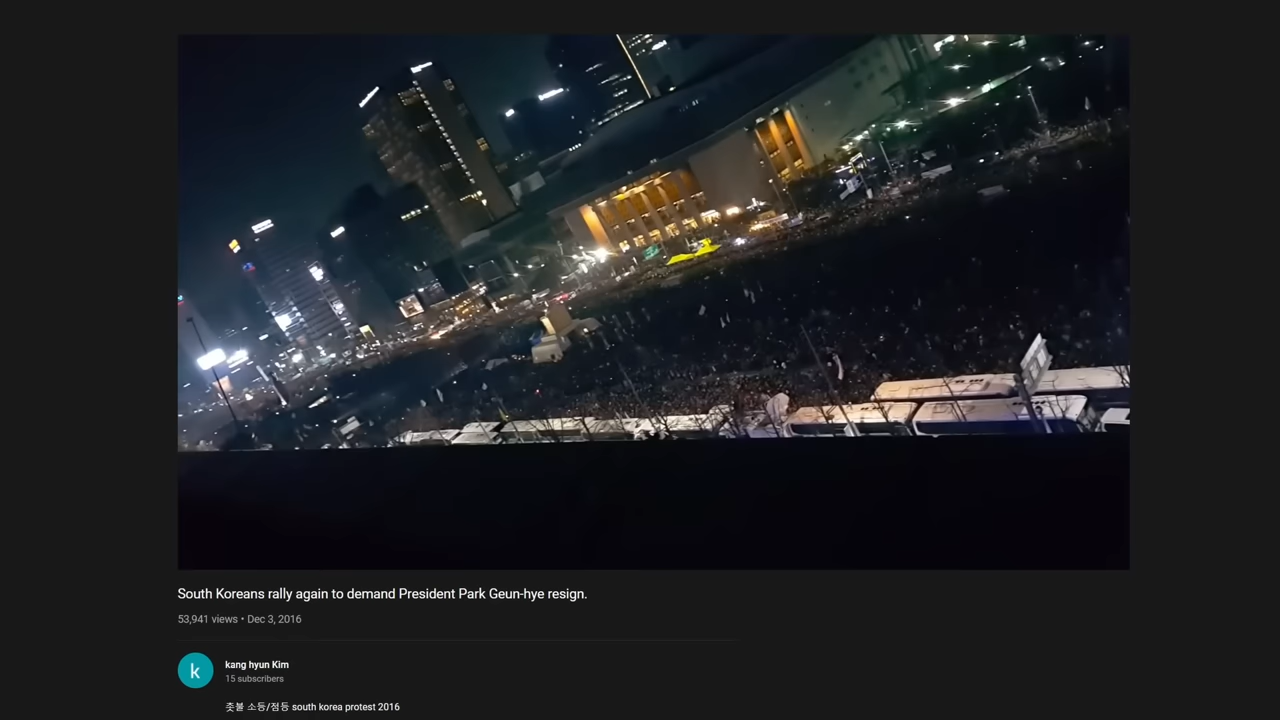 South Koreans rally again to demand President Park Geun-hye resign.
53,941 views • Dec 3, 2016
k
kang hyun Kim
15 subscribers
촛불 소등/점등 south korea protest 2016